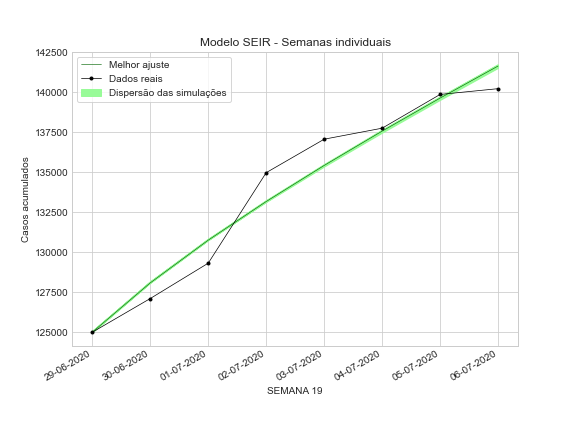 Modelo SEIR - Semanas individuais
Melhor ajuste
Dados reais
Dispersão das simulações
Casos acumulados
142500
140000
137500
135000
132500
130000
127500
125000
29-06-2020
30-06-2020
01-07-2020
02-07-2020
03-07-2020
04-07-2020
05-07-2020
06-07-2020
SEMANA 19